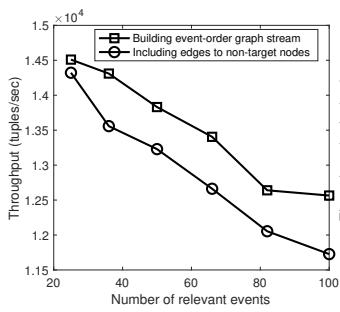 ×10⁴
1.5
1.45
1.4
1.35
1.3
1.25
1.2
1.15
Throughput (tuples/sec)
Building event-order graph stream
Including edges to non-target nodes
20 40 60 80 100
Number of relevant events